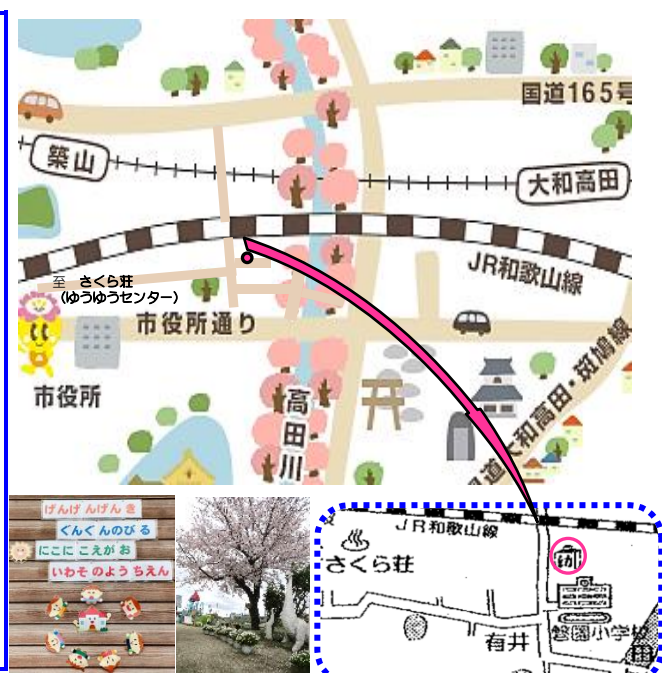 国道165号
築山
大和高田
JR和歌山線
至 さくら荘
(ゆうゆうセンター)
市役所通り
市役所
高田川
道大和高田・斑鳩線
げんげ んげん き
ぐんぐ んのび る
にこに こえが お
いわそ のよう ちえん
JR和歌山線
さくら荘
幼
有井
磐園小学校